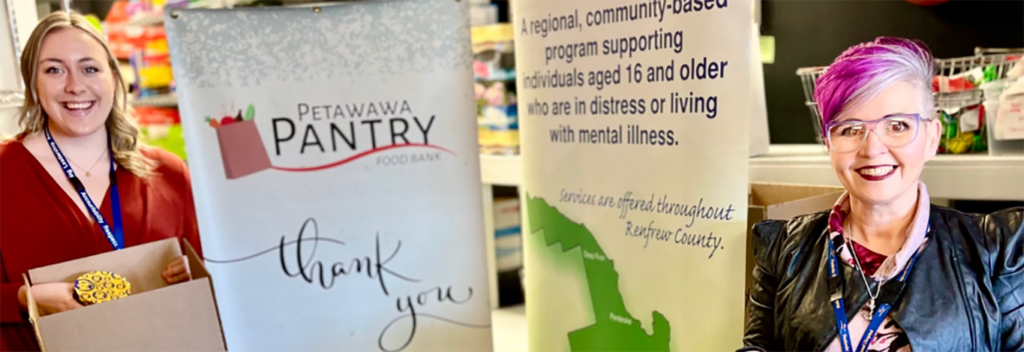 PETAWAWA
PANTRY
FOOD BANK
thank
you
A regional, community-based
program supporting
individuals aged 16 and older
who are in distress or living
with mental illness.
Services are offered throughout
Renfrew County.